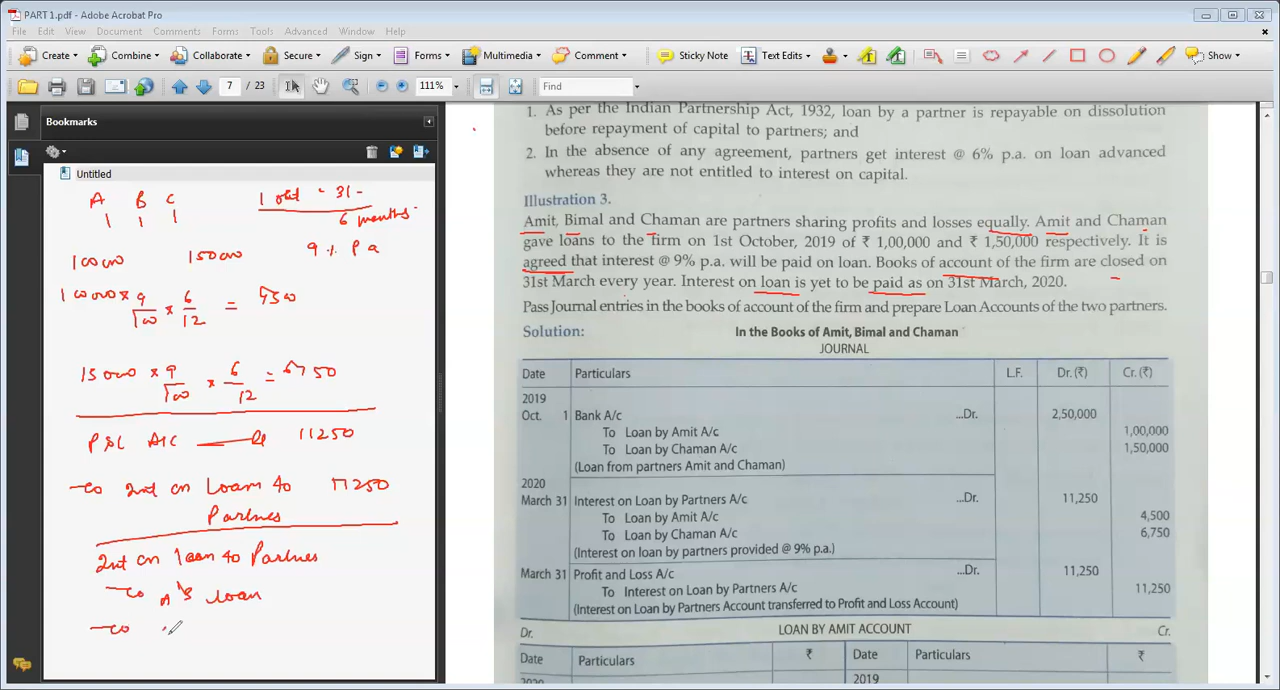 PART 1.pdf - Adobe Acrobat Pro
File Edit View Document Comments Forms Tools Advanced Window Help
Create Combine Collaborate Secure Sign Forms Multimedia Comment Sticky Note Text Edits Show
7 / 23 111% Find
Bookmarks
Untitled
A B C
1 1 1
1 oct - 31-
6 months
100000 150000 9 % P a
100000 × 9/100 × 6/12 = 4500
15000 × 9/100 × 6/12 = 6750
P&L A/C Dr 11250
To Int on Loan to 11250
Partners
Int on loan to Partners
To A's loan
To
1. As per the Indian Partnership Act, 1932, loan by a partner is repayable on dissolution
before repayment of capital to partners; and
2. In the absence of any agreement, partners get interest @ 6% p.a. on loan advanced
whereas they are not entitled to interest on capital.
Illustration 3.
Amit, Bimal and Chaman are partners sharing profits and losses equally. Amit and Chaman
gave loans to the firm on 1st October, 2019 of ₹ 1,00,000 and ₹ 1,50,000 respectively. It is
agreed that interest @ 9% p.a. will be paid on loan. Books of account of the firm are closed on
31st March every year. Interest on loan is yet to be paid as on 31st March, 2020.
Pass Journal entries in the books of account of the firm and prepare Loan Accounts of the two partners.
Solution: In the Books of Amit, Bimal and Chaman
JOURNAL
Date Particulars L.F. Dr. (₹) Cr. (₹)
2019
Oct. 1 Bank A/c ...Dr. 2,50,000
To Loan by Amit A/c 1,00,000
To Loan by Chaman A/c 1,50,000
(Loan from partners Amit and Chaman)
2020
March 31 Interest on Loan by Partners A/c ...Dr. 11,250
To Loan by Amit A/c 4,500
To Loan by Chaman A/c 6,750
(Interest on loan by partners provided @ 9% p.a.)
March 31 Profit and Loss A/c ...Dr. 11,250
To Interest on Loan by Partners A/c 11,250
(Interest on Loan by Partners Account transferred to Profit and Loss Account)
Dr. LOAN BY AMIT ACCOUNT Cr.
Date Particulars ₹ Date Particulars ₹
2020 2019